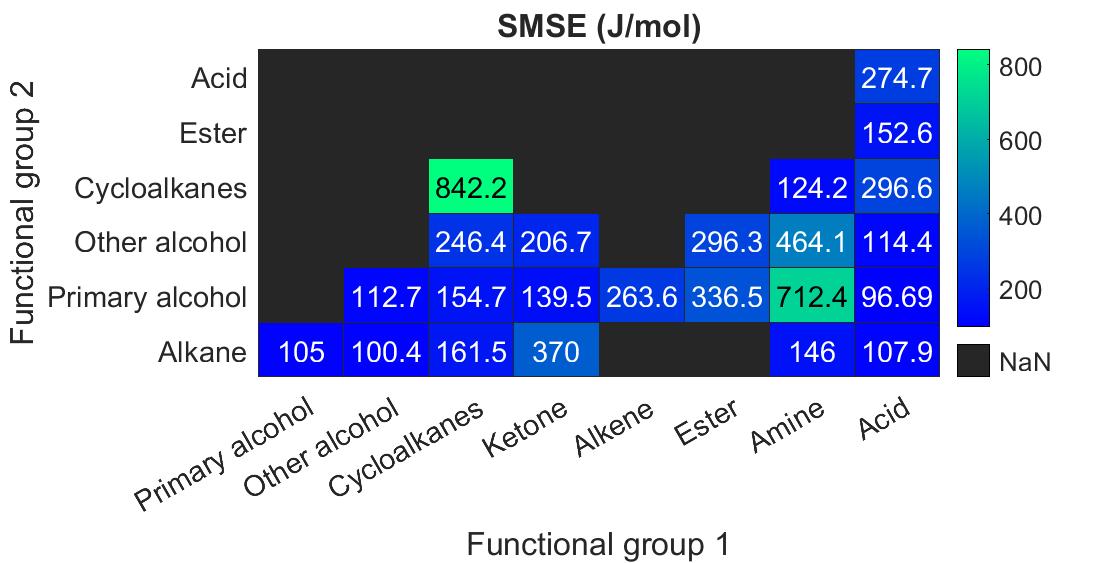 SMSE (J/mol)
Functional group 2
Acid 274.7
Ester 152.6
Cycloalkanes 842.2 124.2 296.6
Other alcohol 246.4 206.7 296.3 464.1 114.4
Primary alcohol 112.7 154.7 139.5 263.6 336.5 712.4 96.69
Alkane 105 100.4 161.5 370 146 107.9
Primary alcohol
Other alcohol
Cycloalkanes
Ketone
Alkene
Ester
Amine
Acid
Functional group 1
800
600
400
200
NaN